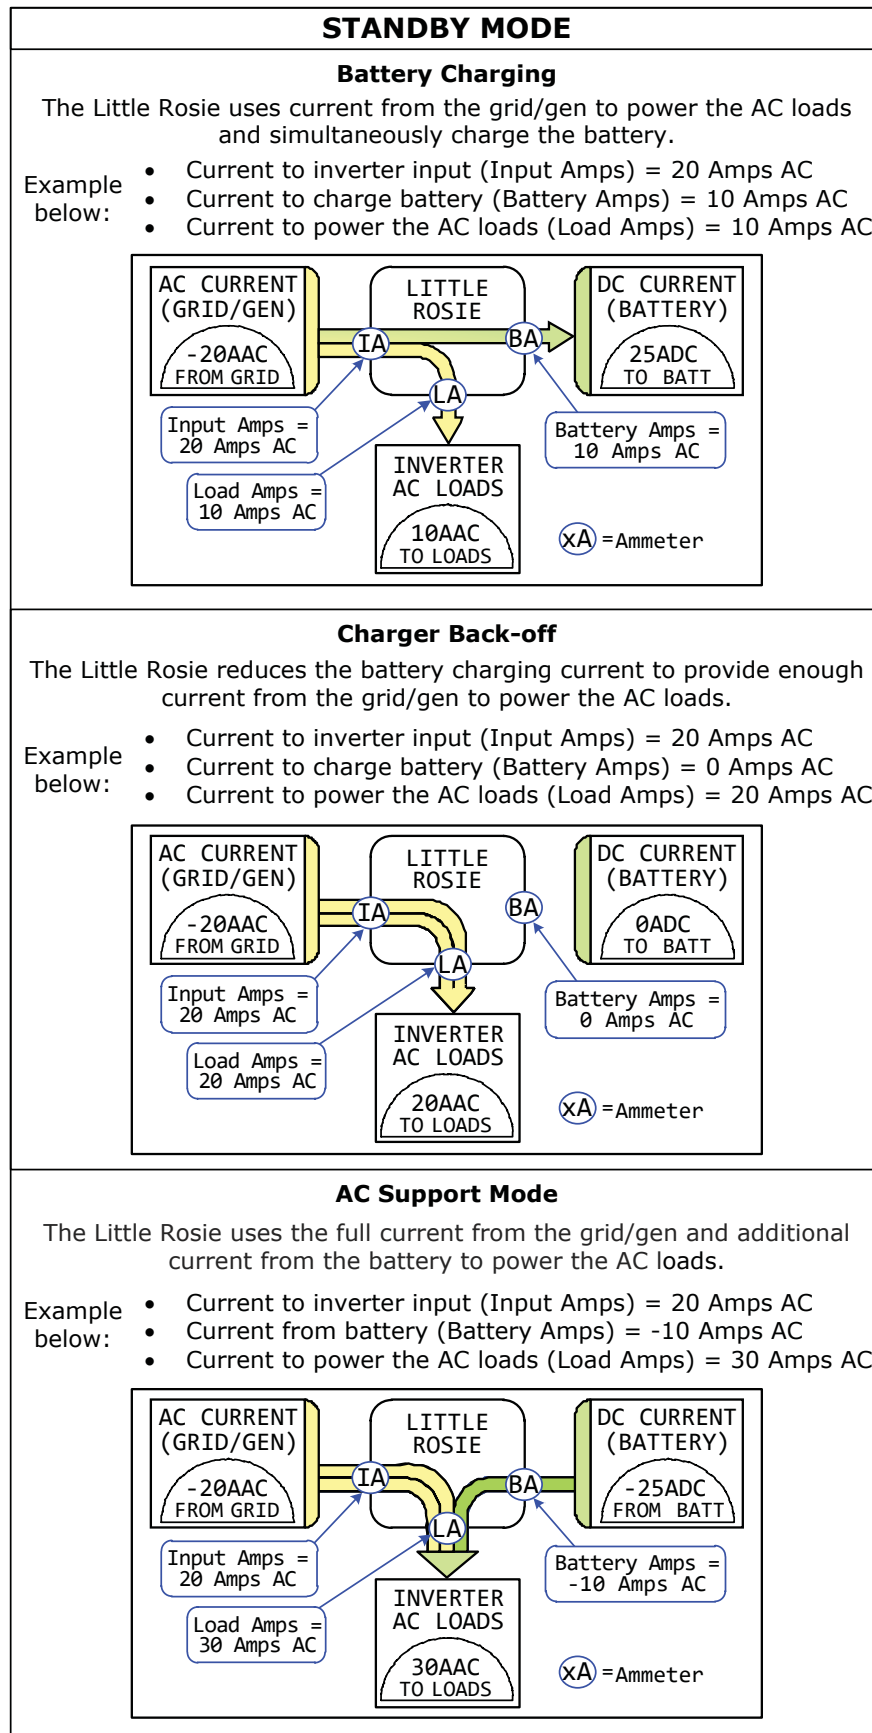 STANDBY MODE
Battery Charging
The Little Rosie uses current from the grid/gen to power the AC loads
and simultaneously charge the battery.
Example
below:
• Current to inverter input (Input Amps) = 20 Amps AC
• Current to charge battery (Battery Amps) = 10 Amps AC
• Current to power the AC loads (Load Amps) = 10 Amps AC
AC CURRENT
(GRID/GEN)
-20AAC
FROM GRID
LITTLE
ROSIE
DC CURRENT
(BATTERY)
25ADC
TO BATT
IA
BA
LA
Input Amps =
20 Amps AC
Load Amps =
10 Amps AC
Battery Amps =
10 Amps AC
INVERTER
AC LOADS
10AAC
TO LOADS
xA =Ammeter
Charger Back-off
The Little Rosie reduces the battery charging current to provide enough
current from the grid/gen to power the AC loads.
Example
below:
• Current to inverter input (Input Amps) = 20 Amps AC
• Current to charge battery (Battery Amps) = 0 Amps AC
• Current to power the AC loads (Load Amps) = 20 Amps AC
AC CURRENT
(GRID/GEN)
-20AAC
FROM GRID
LITTLE
ROSIE
DC CURRENT
(BATTERY)
0ADC
TO BATT
IA
BA
LA
Input Amps =
20 Amps AC
Load Amps =
20 Amps AC
Battery Amps =
0 Amps AC
INVERTER
AC LOADS
20AAC
TO LOADS
xA =Ammeter
AC Support Mode
The Little Rosie uses the full current from the grid/gen and additional
current from the battery to power the AC loads.
Example
below:
• Current to inverter input (Input Amps) = 20 Amps AC
• Current from battery (Battery Amps) = -10 Amps AC
• Current to power the AC loads (Load Amps) = 30 Amps AC
AC CURRENT
(GRID/GEN)
-20AAC
FROM GRID
LITTLE
ROSIE
DC CURRENT
(BATTERY)
-25ADC
FROM BATT
IA
BA
LA
Input Amps =
20 Amps AC
Load Amps =
30 Amps AC
Battery Amps =
-10 Amps AC
INVERTER
AC LOADS
30AAC
TO LOADS
xA =Ammeter